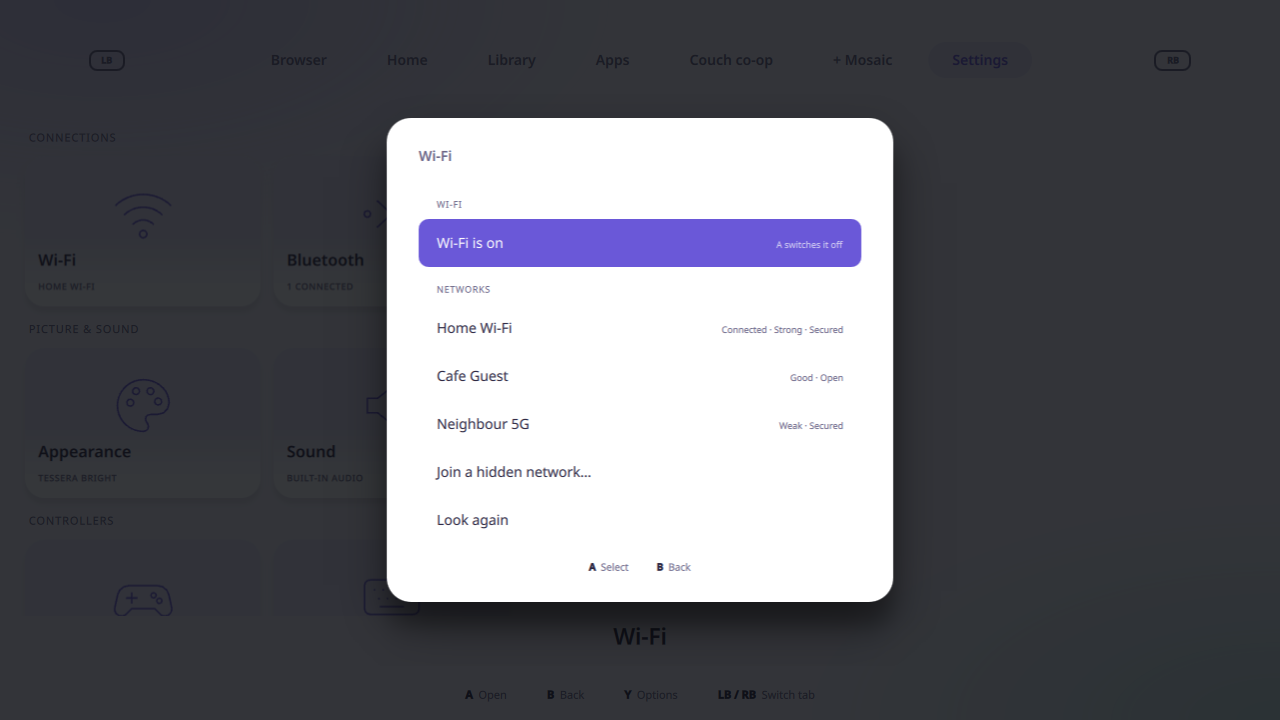 LB
Browser
Home
Library
Apps
Couch co-op
+ Mosaic
Settings
RB
CONNECTIONS
Wi-Fi
HOME WI-FI
Bluetooth
1 CONNECTED
PICTURE & SOUND
Appearance
TESSERA BRIGHT
Sound
BUILT-IN AUDIO
CONTROLLERS
Wi-Fi
WI-FI
Wi-Fi is on
A switches it off
NETWORKS
Home Wi-Fi
Connected · Strong · Secured
Cafe Guest
Good · Open
Neighbour 5G
Weak · Secured
Join a hidden network...
Look again
A Select
B Back
Wi-Fi
A Open
B Back
Y Options
LB / RB Switch tab